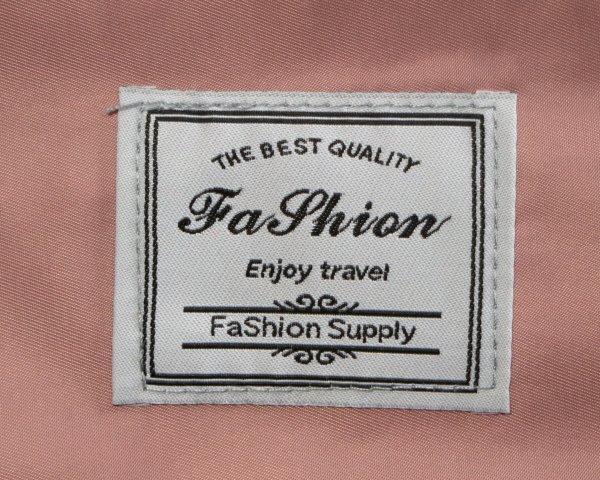 THE BEST QUALITY
FaShion
Enjoy travel
FaShion Supply